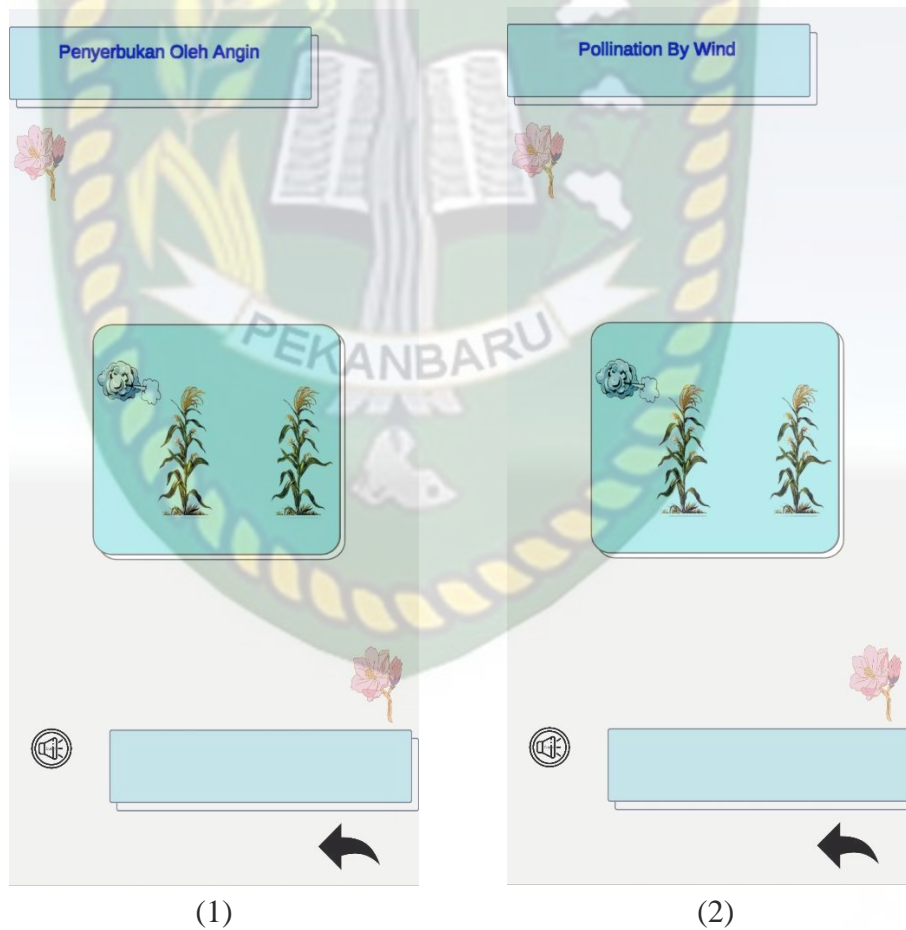 Penyerbukan Oleh Angin
Pollination By Wind
PEKANBARU
(1)
(2)